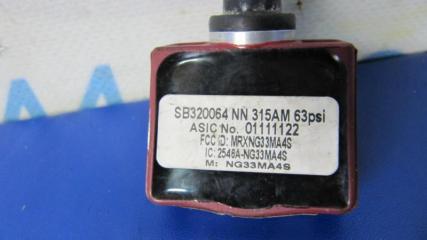 SB320064 NN 315AM 63psi
ASIC No. 01111122
FCC ID: MRXNG33MA4S
IC: 2546A-NG33MA4S
M: NG33MA4S